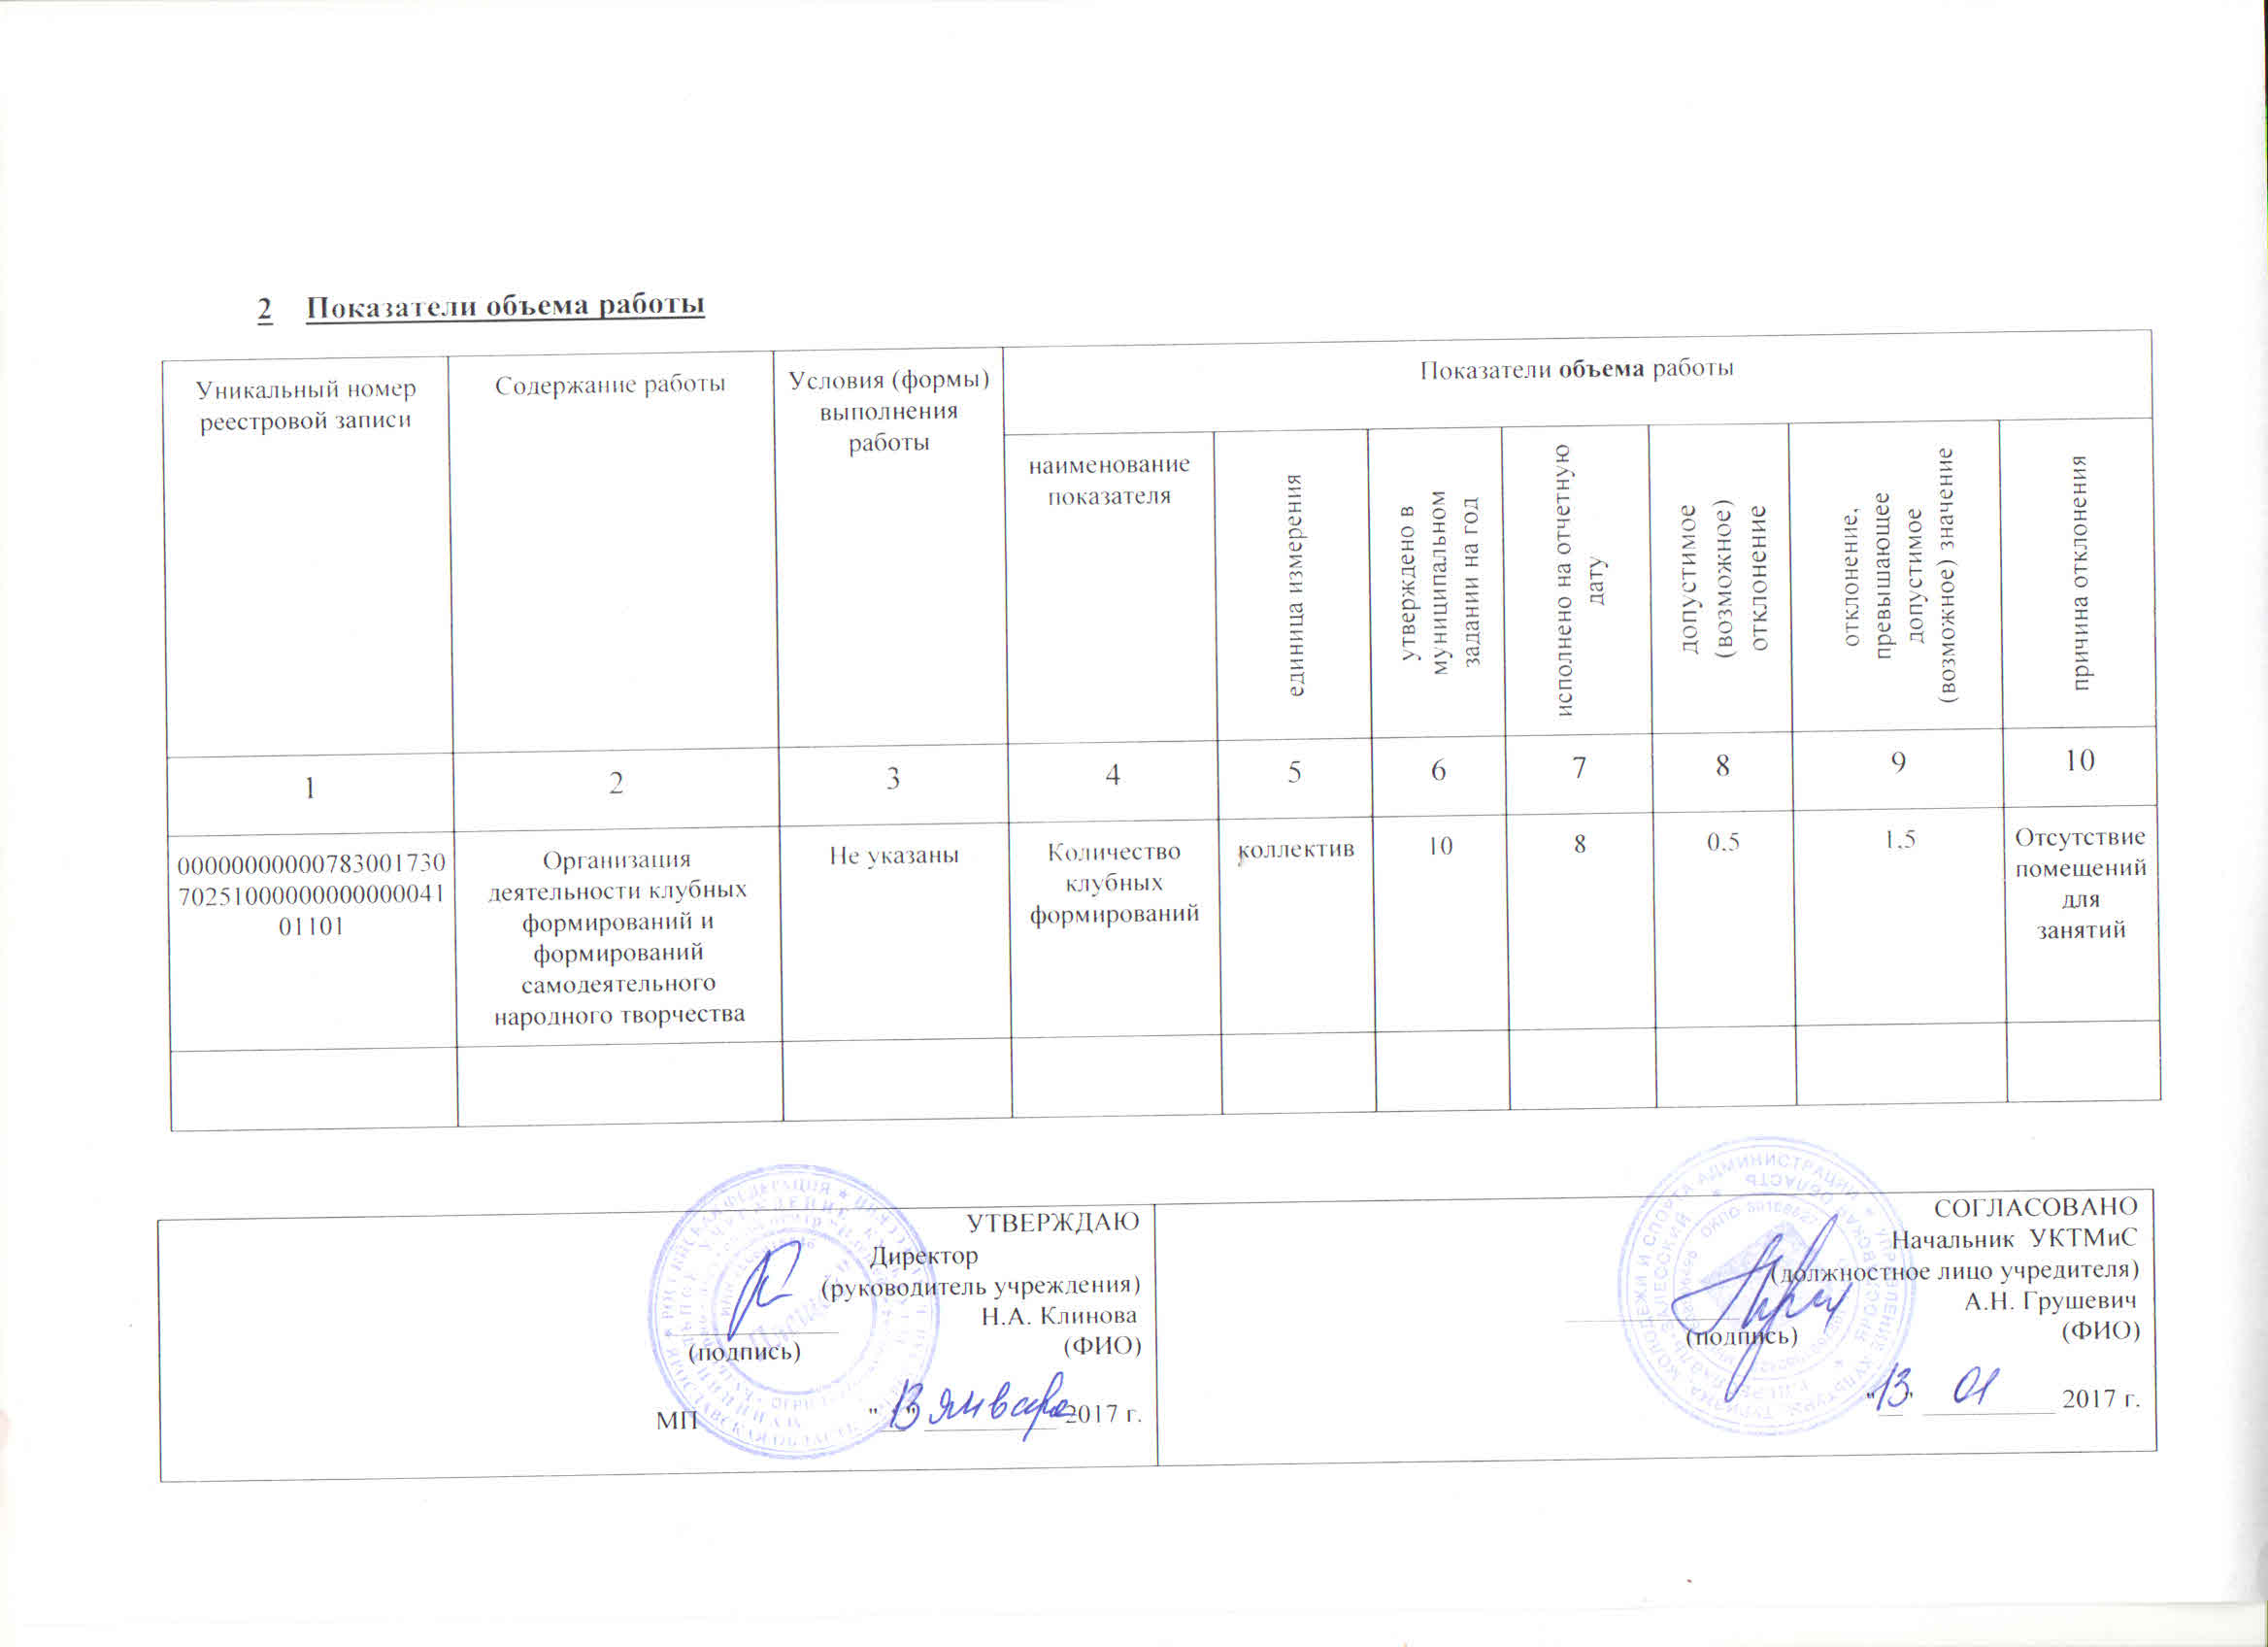 2 Показатели объема работы
Уникальный номер
реестровой записи
Содержание работы
Условия (формы)
выполнения
работы
Показатели объема работы
наименование
показателя
единица измерения
утверждено в
муниципальном
задании на год
исполнено на отчетную
дату
допустимое
(возможное)
отклонение
отклонение,
превышающее
допустимое
(возможное) значение
причина отклонения
1 2 3 4 5 6 7 8 9 10
00000000000783001730
70251000000000000041
01101
Организация
деятельности клубных
формирований и
формирований
самодеятельного
народного творчества
Не указаны
Количество
клубных
формирований
коллектив
10
8
0.5
1.5
Отсутствие
помещений
для
занятий
УТВЕРЖДАЮ
Директор
(руководитель учреждения)
Н.А. Клинова
(подпись) (ФИО)
МП "13" января 2017 г.
СОГЛАСОВАНО
Начальник УКТМиС
(должностное лицо учредителя)
А.Н. Грушевич
(подпись) (ФИО)
"13" 01 2017 г.